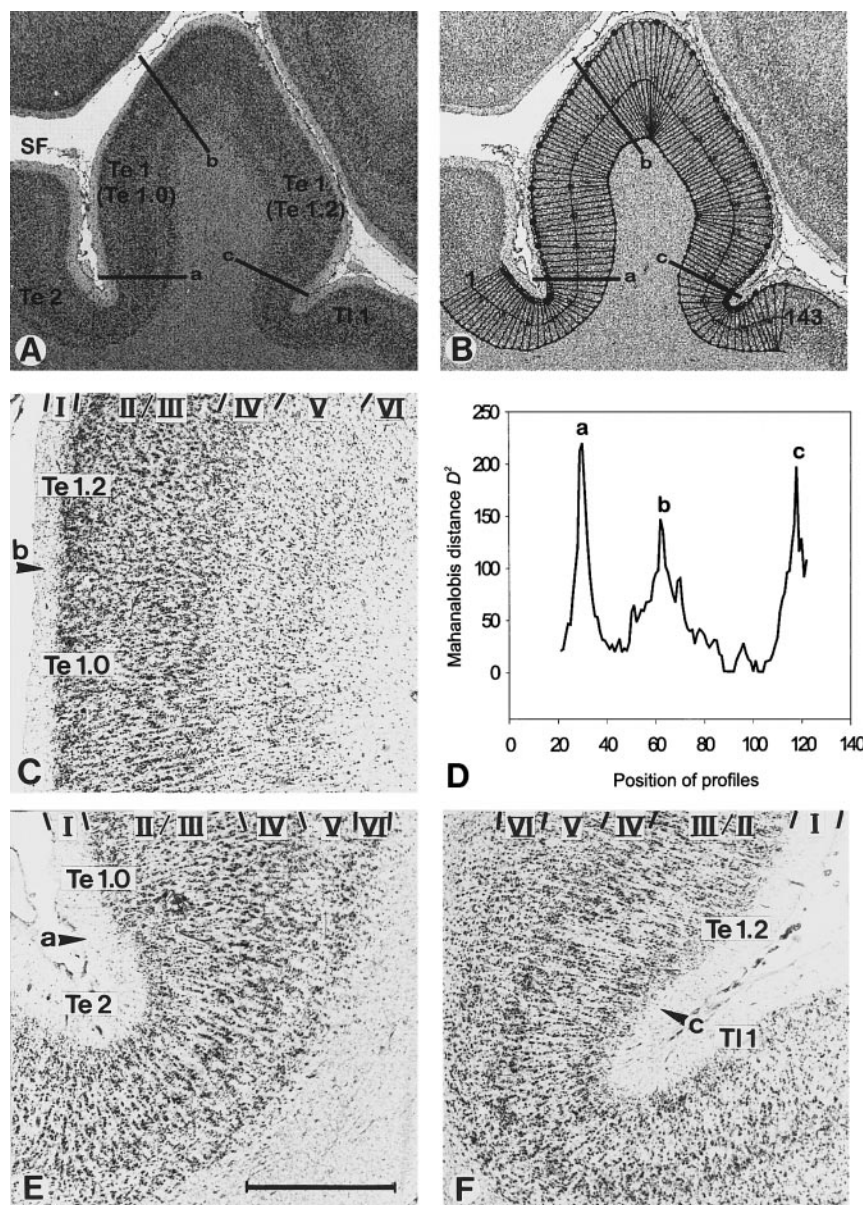 SF
Te 1
(Te 1.0)
b
Te 1
(Te 1.2)
c
a
Te 2
TI 1
A
b
a
c
1
143
B
I II/III IV V VI
Te 1.2
b
Te 1.0
C
250
200
150
100
50
0
Mahanalobis distance D²
a
b
c
0 20 40 60 80 100 120 140
Position of profiles
D
I II/III IV V VI
Te 1.0
a
Te 2
E
VI V IV III/II I
Te 1.2
c
TI 1
F